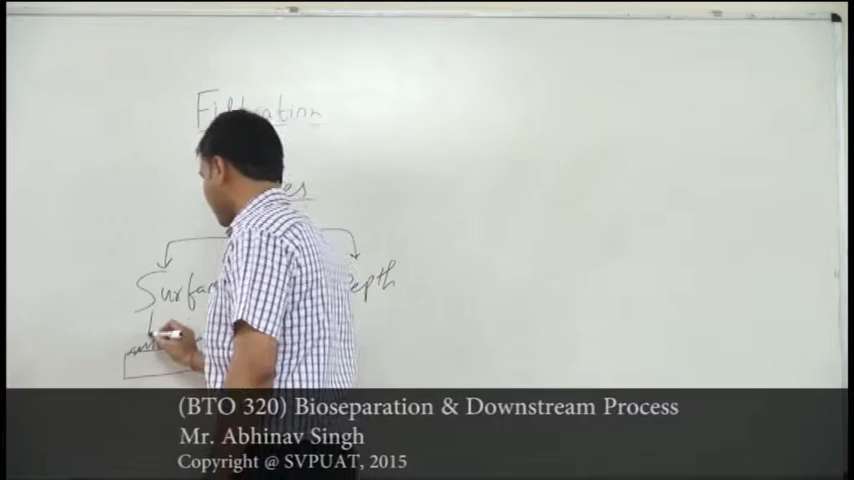 Filtration
Surfa
epth
(BTO 320) Bioseparation & Downstream Process
Mr. Abhinav Singh
Copyright @ SVPUAT, 2015